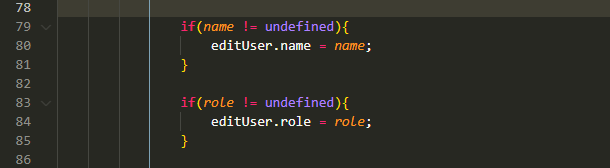 78
79 if(name != undefined){
80 editUser.name = name;
81 }
82
83 if(role != undefined){
84 editUser.role = role;
85 }
86